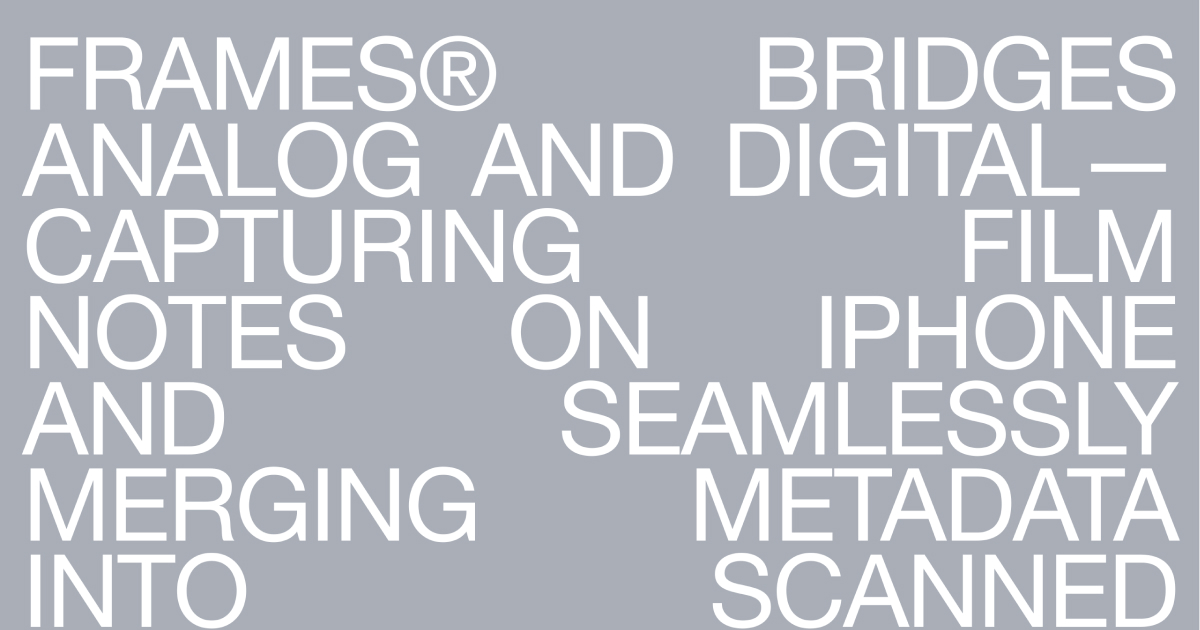 FRAMES® BRIDGES
ANALOG AND DIGITAL—
CAPTURING FILM
NOTES ON IPHONE
AND SEAMLESSLY
MERGING METADATA
INTO SCANNED